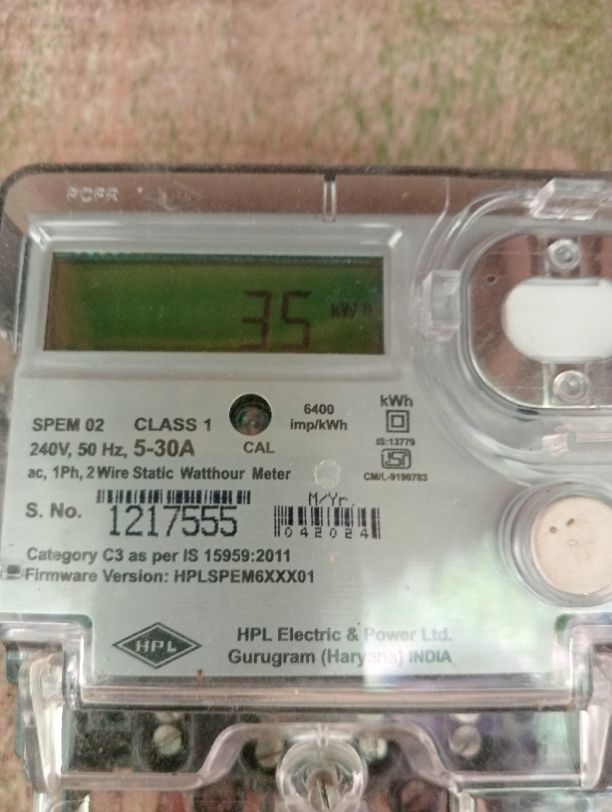 35 kWh
SPEM 02 CLASS 1
240V, 50 Hz, 5-30A
CAL
6400
imp/kWh
kWh
IS:13779
ISI
CM/L-9190783
ac, 1Ph, 2 Wire Static Watthour Meter
S. No. 1217555
M/Yr.
042024
Category C3 as per IS 15959:2011
Firmware Version: HPLSPEM6XXX01
HPL
HPL Electric & Power Ltd.
Gurugram (Haryana) INDIA